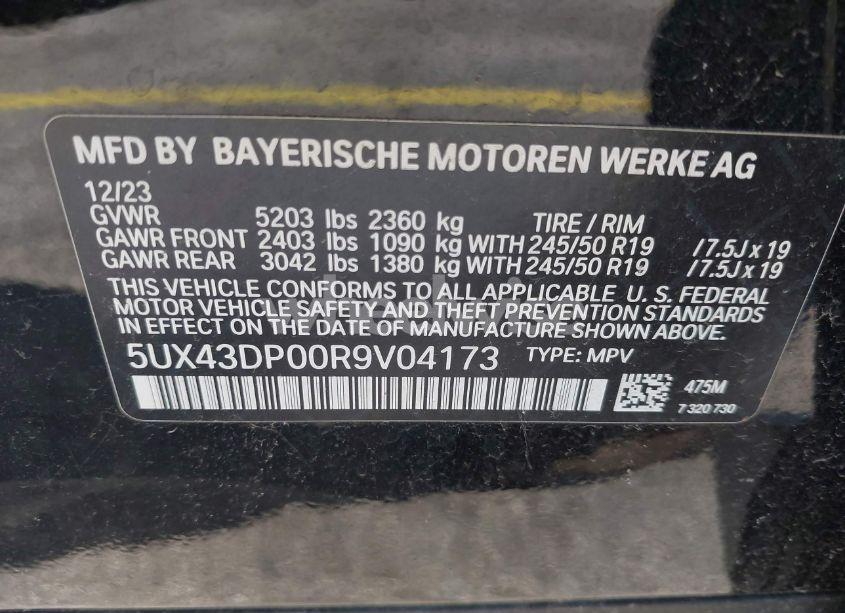 MFD BY BAYERISCHE MOTOREN WERKE AG
12/23
GVWR 5203 lbs 2360 kg TIRE / RIM
GAWR FRONT 2403 lbs 1090 kg WITH 245/50 R19 /7.5J x 19
GAWR REAR 3042 lbs 1380 kg WITH 245/50 R19 /7.5J x 19
THIS VEHICLE CONFORMS TO ALL APPLICABLE U. S. FEDERAL
MOTOR VEHICLE SAFETY AND THEFT PREVENTION STANDARDS
IN EFFECT ON THE DATE OF MANUFACTURE SHOWN ABOVE.
5UX43DP00R9V04173 TYPE: MPV
475M
7 320 730